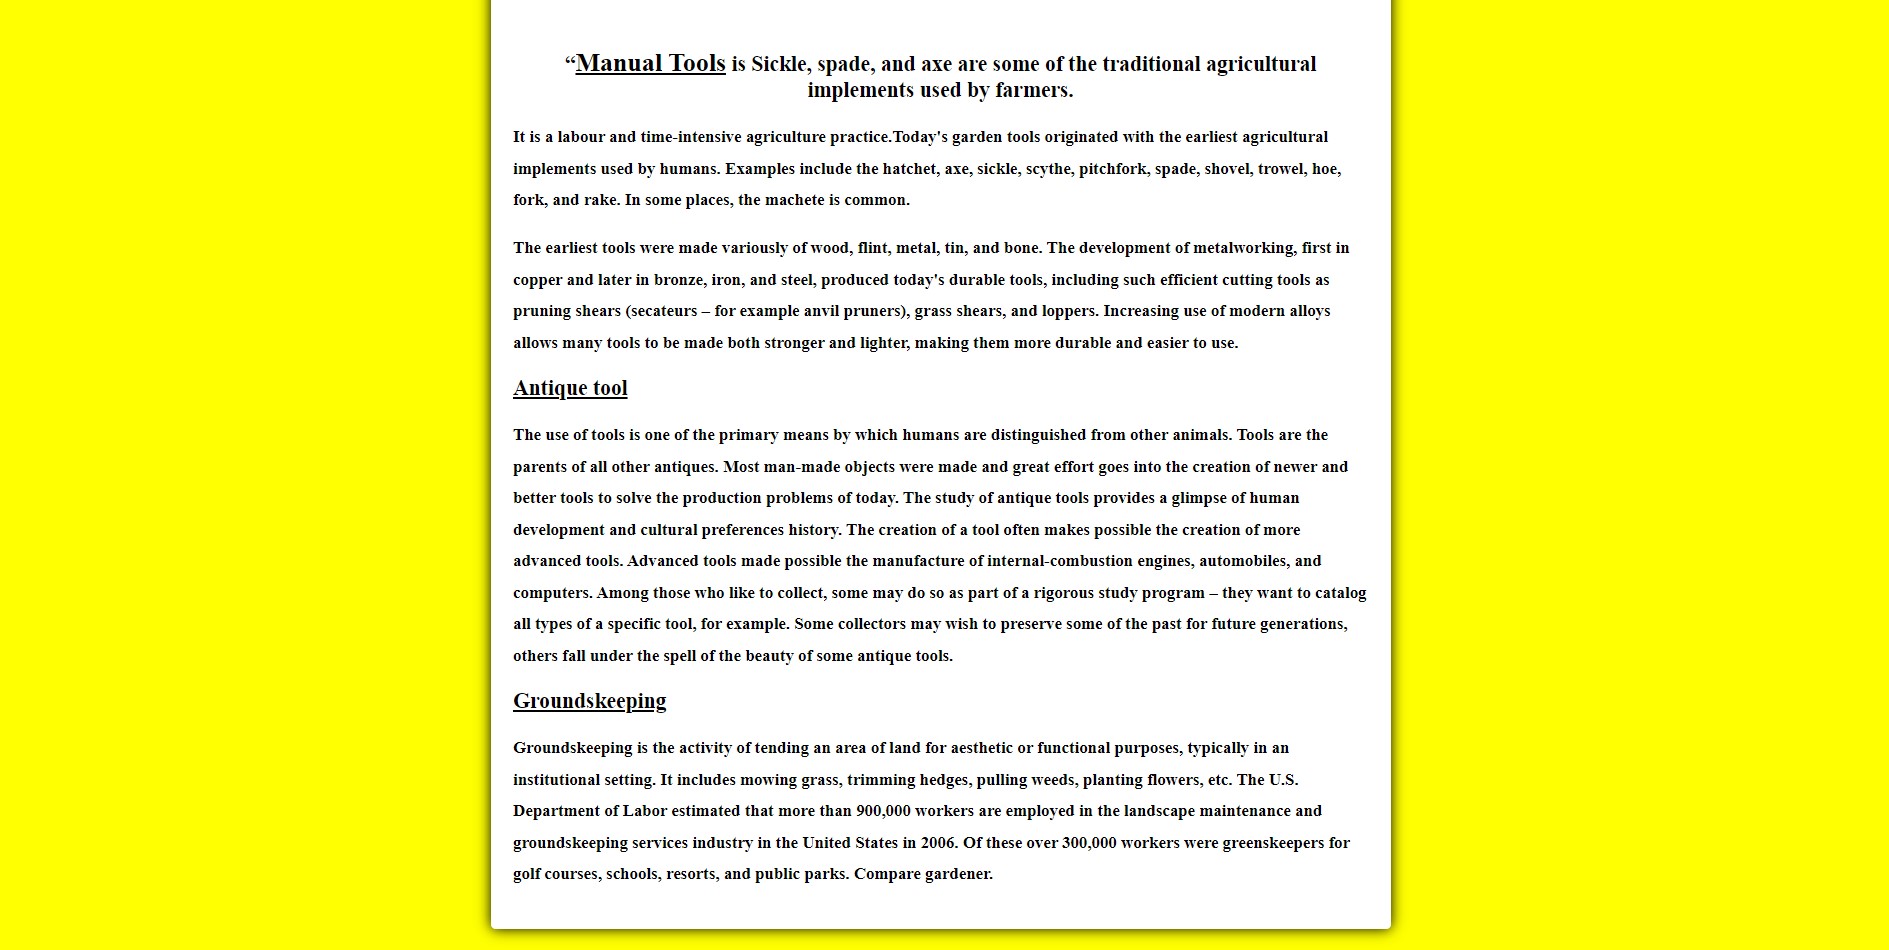 “Manual Tools is Sickle, spade, and axe are some of the traditional agricultural
implements used by farmers.
It is a labour and time-intensive agriculture practice.Today's garden tools originated with the earliest agricultural
implements used by humans. Examples include the hatchet, axe, sickle, scythe, pitchfork, spade, shovel, trowel, hoe,
fork, and rake. In some places, the machete is common.
The earliest tools were made variously of wood, flint, metal, tin, and bone. The development of metalworking, first in
copper and later in bronze, iron, and steel, produced today's durable tools, including such efficient cutting tools as
pruning shears (secateurs – for example anvil pruners), grass shears, and loppers. Increasing use of modern alloys
allows many tools to be made both stronger and lighter, making them more durable and easier to use.
Antique tool
The use of tools is one of the primary means by which humans are distinguished from other animals. Tools are the
parents of all other antiques. Most man-made objects were made and great effort goes into the creation of newer and
better tools to solve the production problems of today. The study of antique tools provides a glimpse of human
development and cultural preferences history. The creation of a tool often makes possible the creation of more
advanced tools. Advanced tools made possible the manufacture of internal-combustion engines, automobiles, and
computers. Among those who like to collect, some may do so as part of a rigorous study program – they want to catalog
all types of a specific tool, for example. Some collectors may wish to preserve some of the past for future generations,
others fall under the spell of the beauty of some antique tools.
Groundskeeping
Groundskeeping is the activity of tending an area of land for aesthetic or functional purposes, typically in an
institutional setting. It includes mowing grass, trimming hedges, pulling weeds, planting flowers, etc. The U.S.
Department of Labor estimated that more than 900,000 workers are employed in the landscape maintenance and
groundskeeping services industry in the United States in 2006. Of these over 300,000 workers were greenskeepers for
golf courses, schools, resorts, and public parks. Compare gardener.